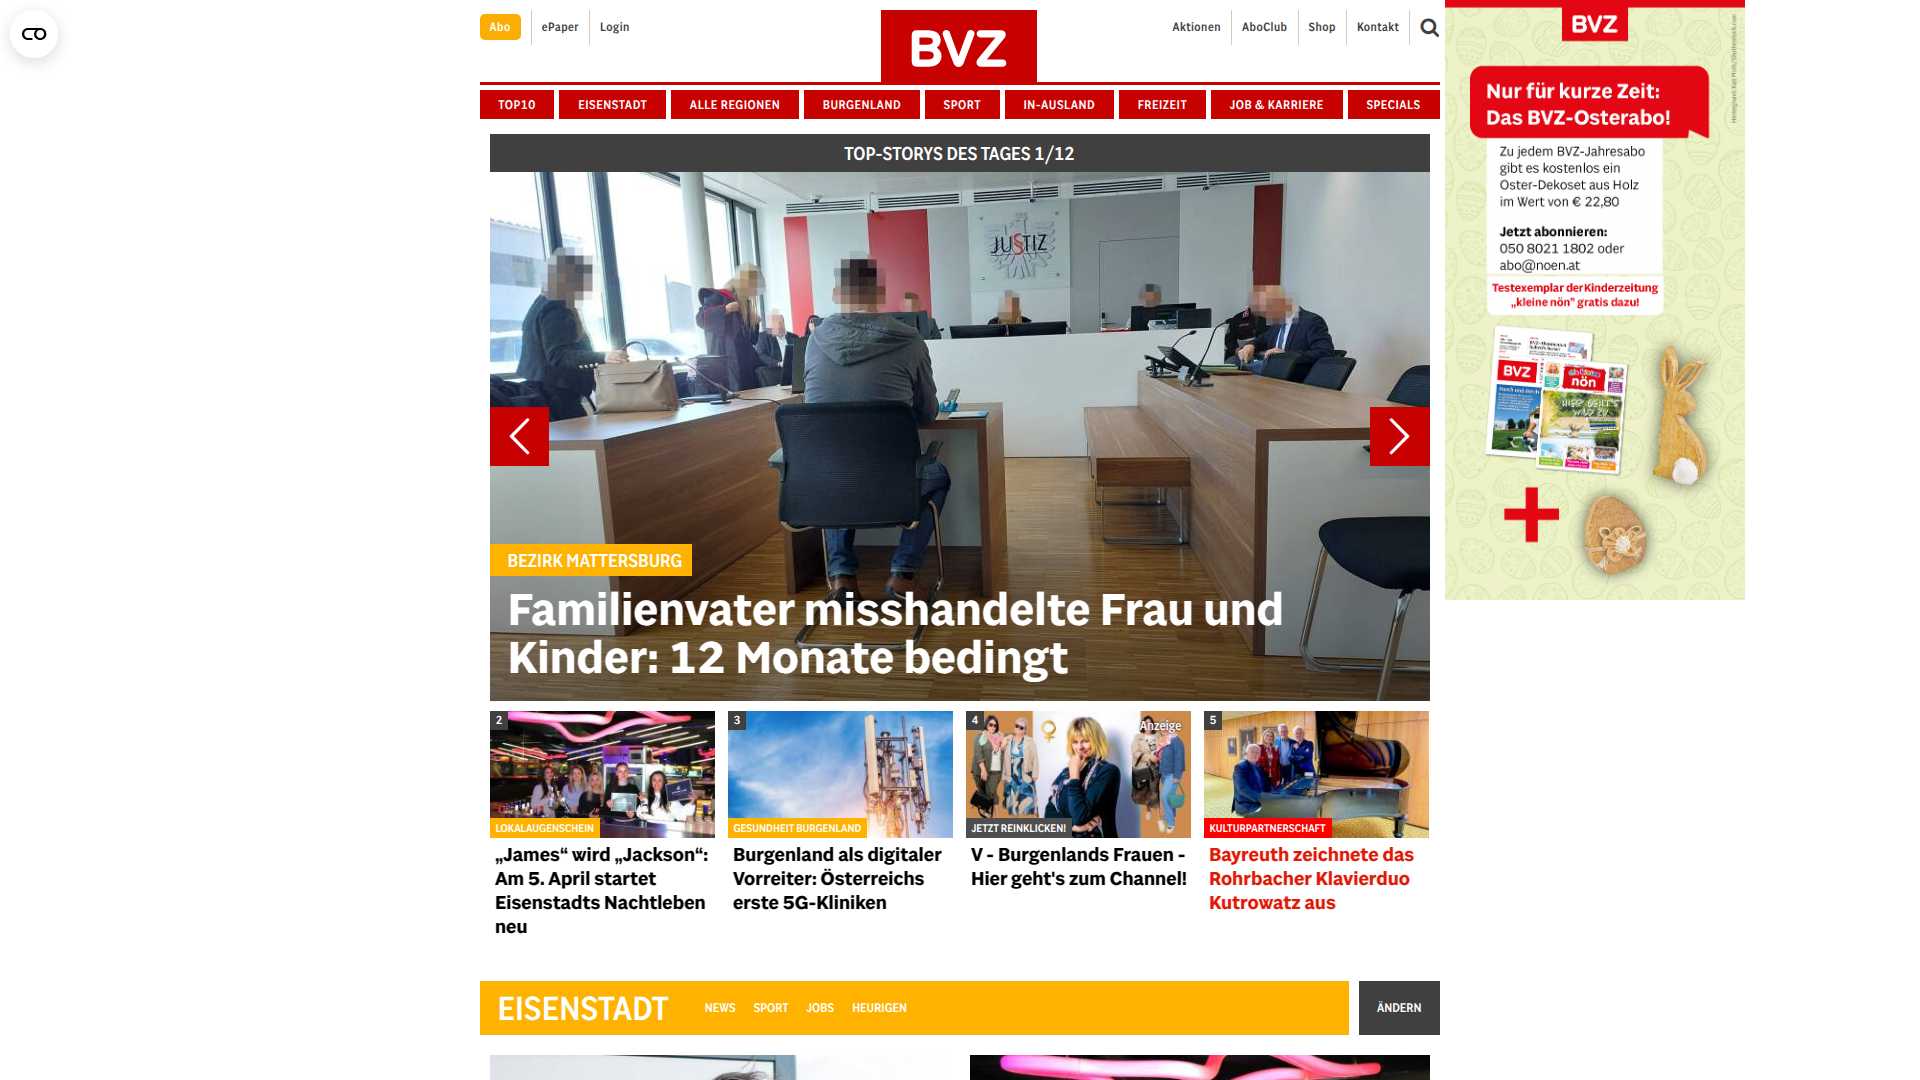 Abo
ePaper
Login
BVZ
Aktionen
AboClub
Shop
Kontakt
TOP10
EISENSTADT
ALLE REGIONEN
BURGENLAND
SPORT
IN-AUSLAND
FREIZEIT
JOB & KARRIERE
SPECIALS
TOP-STORYS DES TAGES 1/12
JUSTIZ
BEZIRK MATTERSBURG
Familienvater misshandelte Frau und
Kinder: 12 Monate bedingt
2
LOKALAUGENSCHEIN
„James“ wird „Jackson“:
Am 5. April startet
Eisenstadts Nachtleben
neu
3
GESUNDHEIT BURGENLAND
Burgenland als digitaler
Vorreiter: Österreichs
erste 5G-Kliniken
4
Anzeige
JETZT REINKLICKEN!
V - Burgenlands Frauen -
Hier geht's zum Channel!
5
KULTURPARTNERSCHAFT
Bayreuth zeichnete das
Rohrbacher Klavierduo
Kutrowatz aus
EISENSTADT
NEWS
SPORT
JOBS
HEURIGEN
ÄNDERN
BVZ
Nur für kurze Zeit:
Das BVZ-Osterabo!
Zu jedem BVZ-Jahresabo
gibt es kostenlos ein
Oster-Dekoset aus Holz
im Wert von € 22,80
Jetzt abonnieren:
050 8021 1802 oder
abo@noen.at
Testexemplar der Kinderzeitung
„kleine nön“ gratis dazu!
BVZ
nön